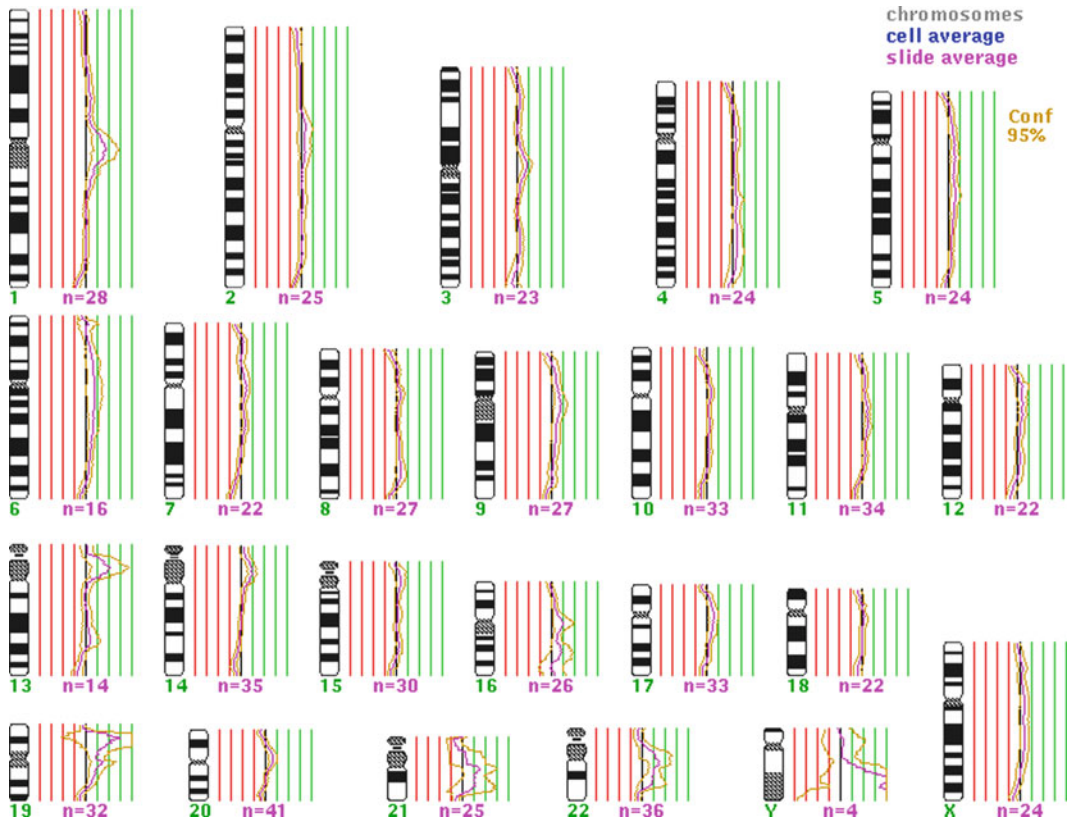 chromosomes
cell average
slide average
Conf
95%
1 n=28 2 n=25 3 n=23 4 n=24 5 n=24
6 n=16 7 n=22 8 n=27 9 n=27 10 n=33 11 n=34 12 n=22
13 n=14 14 n=35 15 n=30 16 n=26 17 n=33 18 n=22
19 n=32 20 n=41 21 n=25 22 n=36 Y n=4 X n=24